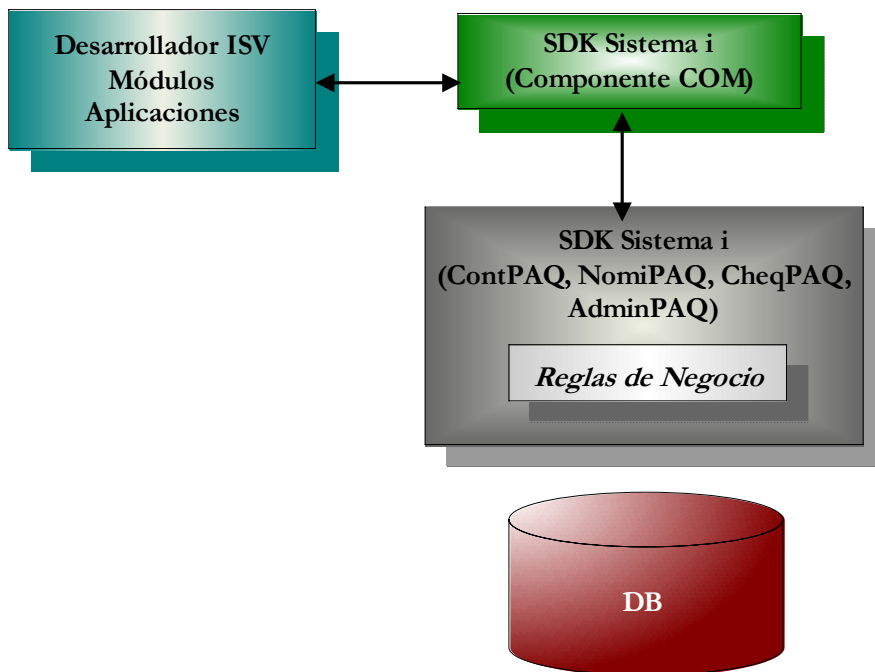 Desarrollador ISV
Módulos
Aplicaciones
SDK Sistema i
(Componente COM)
SDK Sistema i
(ContPAQ, NomiPAQ, CheqPAQ,
AdminPAQ)
Reglas de Negocio
DB